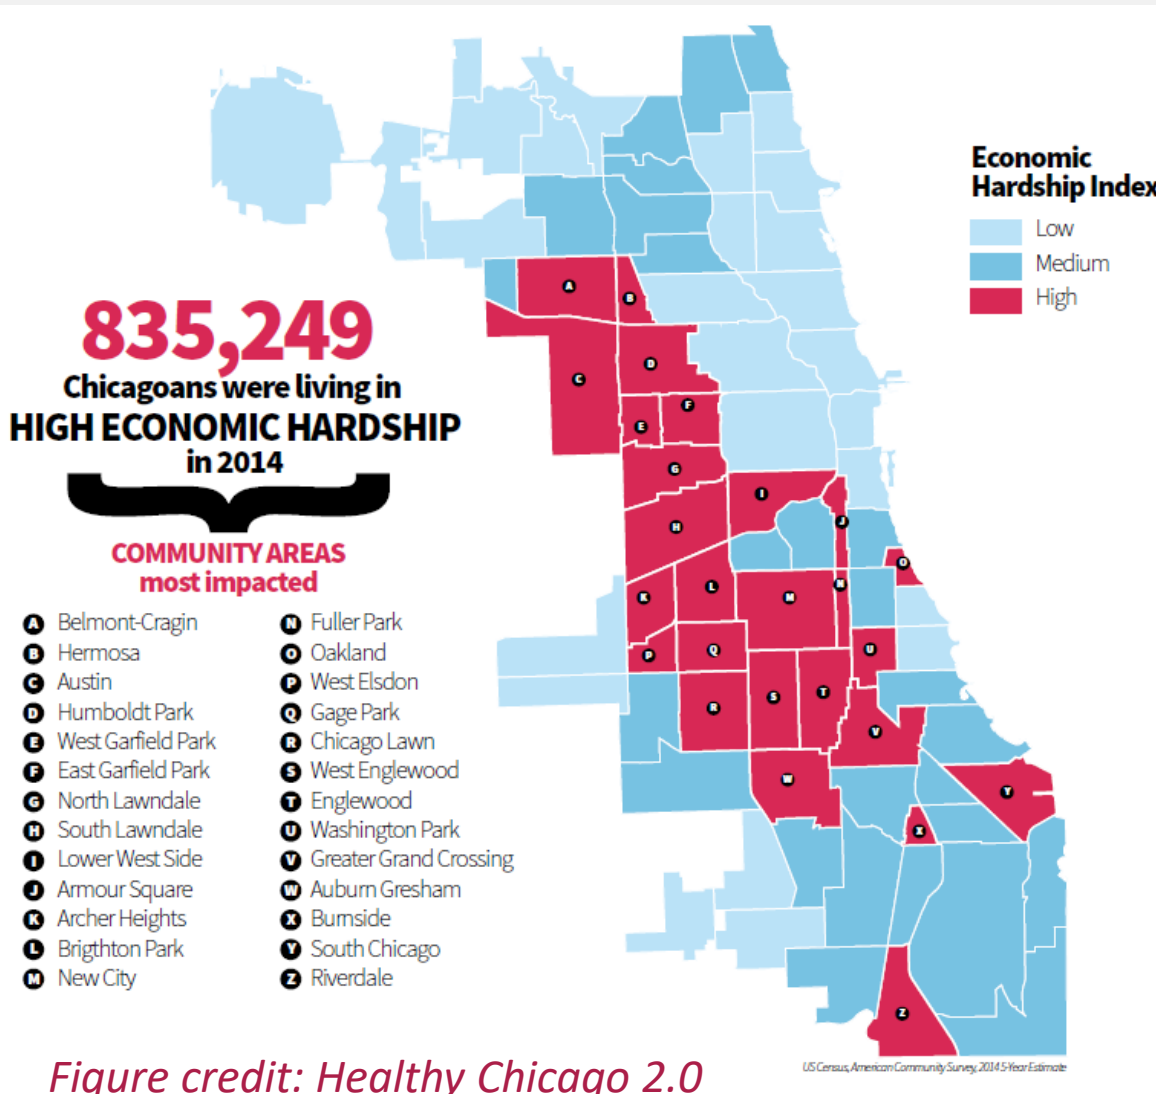 Economic
Hardship Index
Low
Medium
High
835,249
Chicagoans were living in
HIGH ECONOMIC HARDSHIP
in 2014
COMMUNITY AREAS
most impacted
A Belmont-Cragin
B Hermosa
C Austin
D Humboldt Park
E West Garfield Park
F East Garfield Park
G North Lawndale
H South Lawndale
I Lower West Side
J Armour Square
K Archer Heights
L Brigthton Park
M New City
N Fuller Park
O Oakland
P West Elsdon
Q Gage Park
R Chicago Lawn
S West Englewood
T Englewood
U Washington Park
V Greater Grand Crossing
W Auburn Gresham
X Burnside
Y South Chicago
Z Riverdale
A
B
C
D
F
E
G
I
H
J
O
L
N
K
M
Q
U
P
S
T
R
V
W
Y
X
Z
US Census, American Community Survey, 2014 5-Year Estimate
Figure credit: Healthy Chicago 2.0